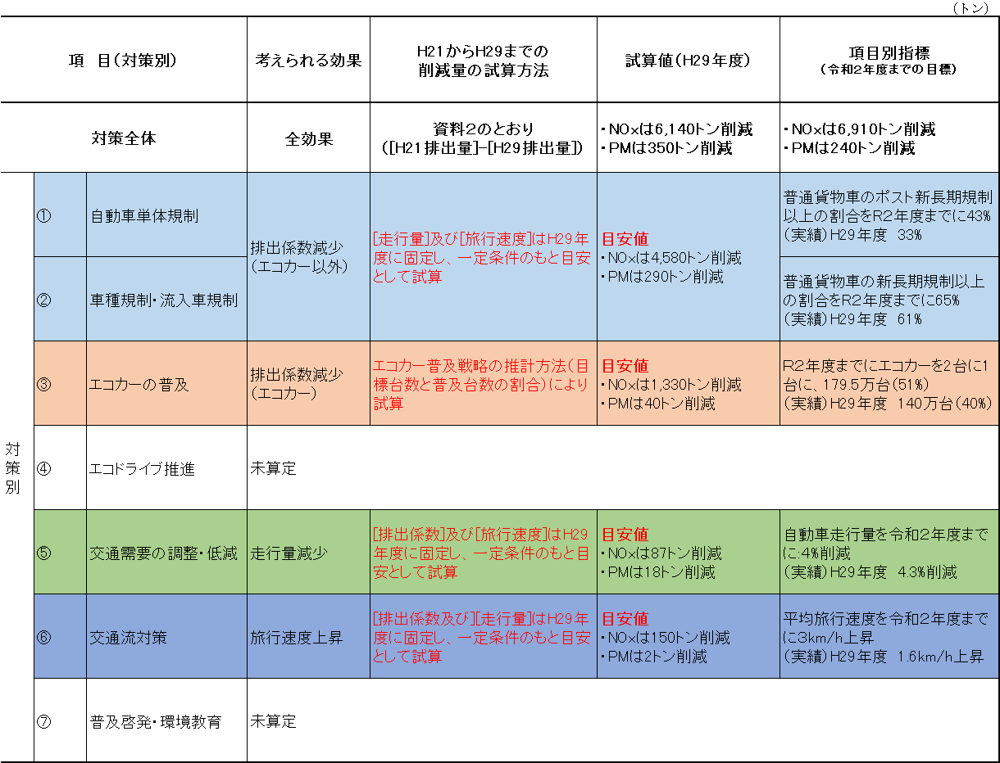 (トン)
項　目(対策別)
考えられる効果
H21からH29までの
削減量の試算方法
試算値(H29年度)
項目別指標
(令和2年度までの目標)
対策全体
全効果
資料2のとおり
([H21排出量]-[H29排出量])
・NOxは6,140トン削減
・PMは350トン削減
・NOxは6,910トン削減
・PMは240トン削減
対策別
①
自動車単体規制
排出係数減少
(エコカー以外)
[走行量]及び[旅行速度]はH29年
度に固定し、一定条件のもと目安
として試算
目安値
・NOxは4,580トン削減
・PMは290トン削減
普通貨物車のポスト新長期規制
以上の割合をR2年度までに43%
(実績)H29年度　33%
②
車種規制・流入車規制
普通貨物車の新長期規制以上
の割合をR2年度までに65%
(実績)H29年度　61%
③
エコカーの普及
排出係数減少
(エコカー)
エコカー普及戦略の推計方法(目
標台数と普及台数の割合)により
試算
目安値
・NOxは1,330トン削減
・PMは40トン削減
R2年度までにエコカーを2台に1
台に、179.5万台(51%)
(実績)H29年度　140万台(40%)
④
エコドライブ推進
未算定
⑤
交通需要の調整・低減
走行量減少
[排出係数]及び[旅行速度]はH29
年度に固定し、一定条件のもと目
安として試算
目安値
・NOxは87トン削減
・PMは18トン削減
自動車走行量を令和2年度まで
に:4%削減
(実績)H29年度　4.3%削減
⑥
交通流対策
旅行速度上昇
[排出係数及び][走行量]はH29年
度に固定し、一定条件のもと目安
として試算
目安値
・NOxは150トン削減
・PMは2トン削減
平均旅行速度を令和2年度まで
に3km/h上昇
(実績)H29年度　1.6km/h上昇
⑦
普及啓発・環境教育
未算定